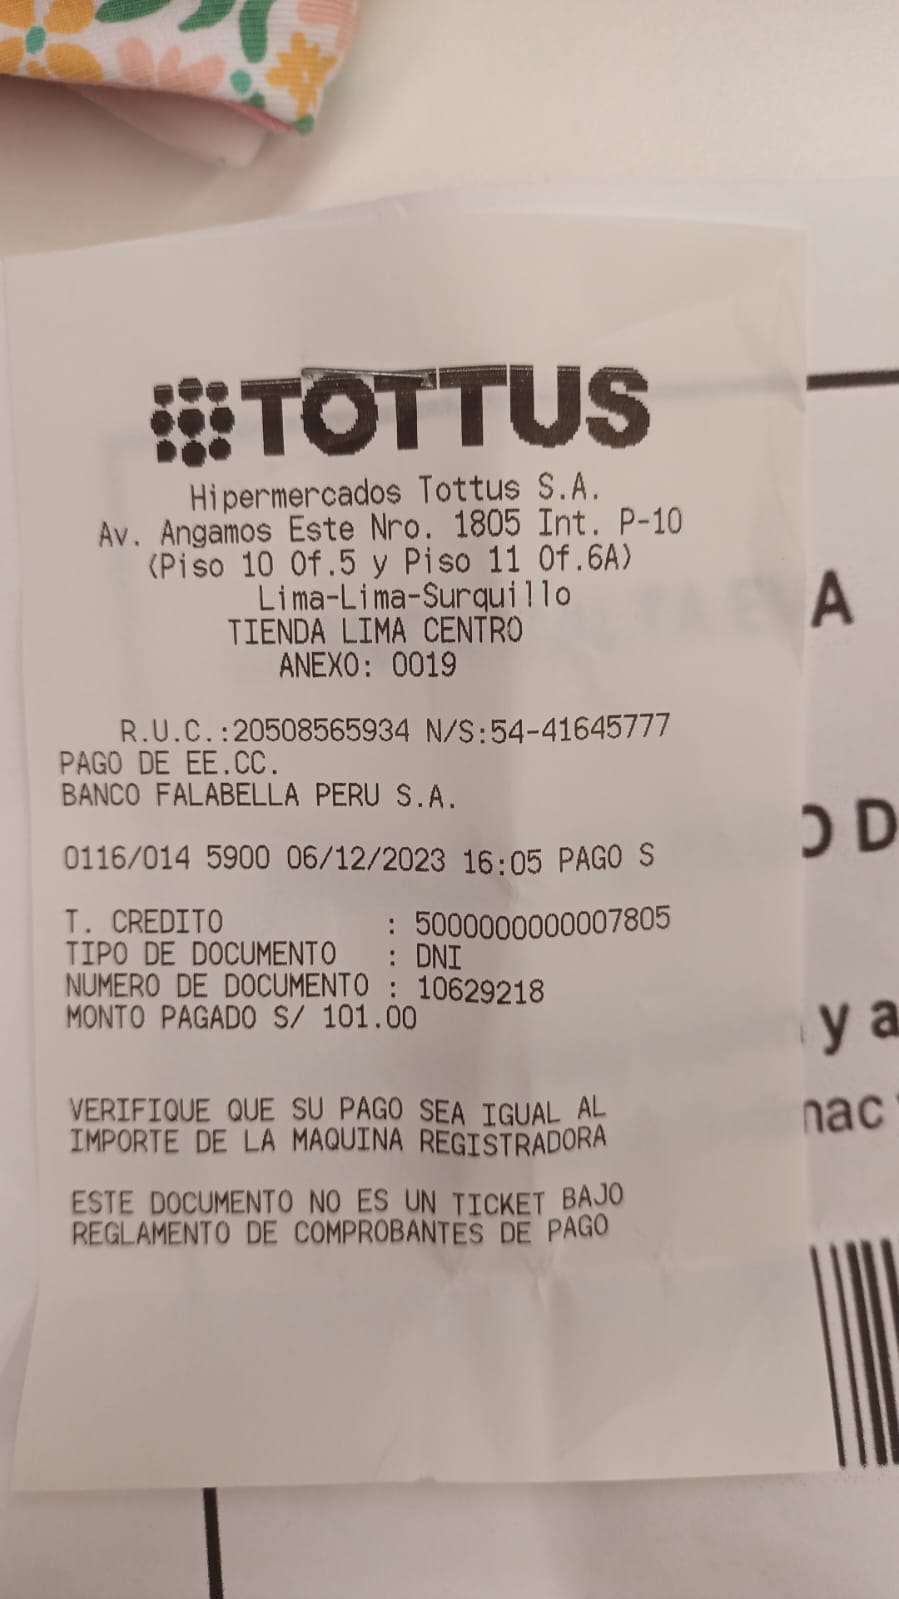 TOTTUS
Hipermercados Tottus S.A.
Av. Angamos Este Nro. 1805 Int. P-10
(Piso 10 Of.5 y Piso 11 Of.6A)
Lima-Lima-Surquillo
TIENDA LIMA CENTRO
ANEXO: 0019
R.U.C.:20508565934 N/S:54-41645777
PAGO DE EE.CC.
BANCO FALABELLA PERU S.A.
0116/014 5900 06/12/2023 16:05 PAGO S
T. CREDITO : 5000000000007805
TIPO DE DOCUMENTO : DNI
NUMERO DE DOCUMENTO : 10629218
MONTO PAGADO S/ 101.00
VERIFIQUE QUE SU PAGO SEA IGUAL AL
IMPORTE DE LA MAQUINA REGISTRADORA
ESTE DOCUMENTO NO ES UN TICKET BAJO
REGLAMENTO DE COMPROBANTES DE PAGO
A
D
y a